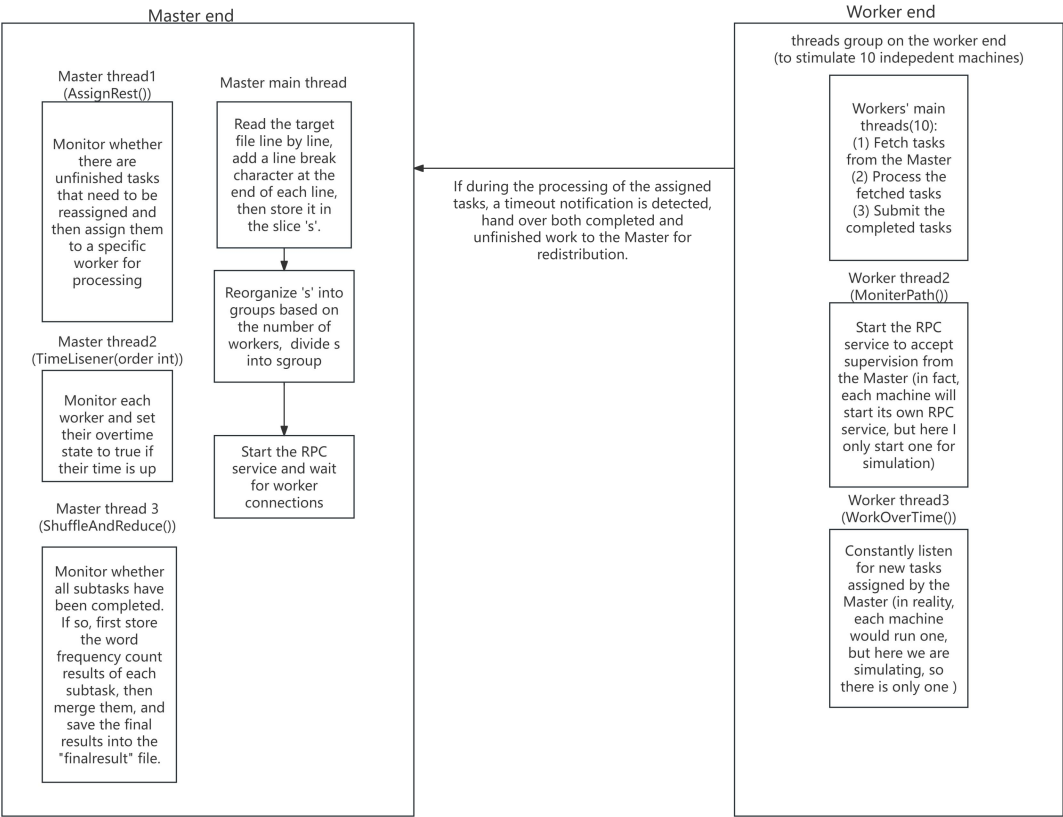 Master end
Master thread1
(AssignRest())
Monitor whether
there are
unfinished tasks
that need to be
reassigned and
then assign them
to a specific
worker for
processing
Master thread2
(TimeLisener(order int))
Monitor each
worker and set
their overtime
state to true if
their time is up
Master thread 3
(ShuffleAndReduce())
Monitor whether
all subtasks have
been completed.
If so, first store
the word
frequency count
results of each
subtask, then
merge them, and
save the final
results into the
"finalresult" file.
Master main thread
Read the target
file line by line,
add a line break
character at the
end of each line,
then store it in
the slice 's'.
Reorganize 's' into
groups based on
the number of
workers, divide s
into sgroup
Start the RPC
service and wait
for worker
connections
If during the processing of the assigned
tasks, a timeout notification is detected,
hand over both completed and
unfinished work to the Master for
redistribution.
Worker end
threads group on the worker end
(to stimulate 10 indepedent machines)
Workers' main
threads(10):
(1) Fetch tasks
from the Master
(2) Process the
fetched tasks
(3) Submit the
completed tasks
Worker thread2
(MoniterPath())
Start the RPC
service to accept
supervision from
the Master (in fact,
each machine will
start its own RPC
service, but here I
only start one for
simulation)
Worker thread3
(WorkOverTime())
Constantly listen
for new tasks
assigned by the
Master (in reality,
each machine
would run one,
but here we are
simulating, so
there is only one )